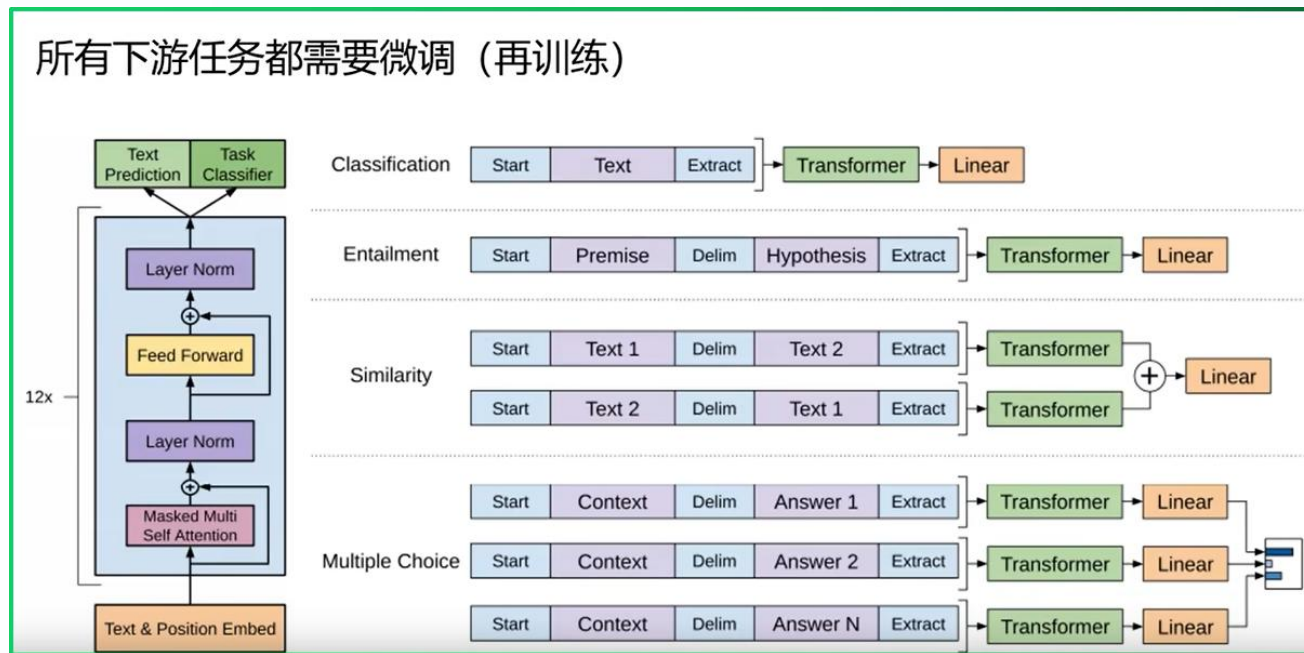 所有下游任务都需要微调（再训练）
Text
Prediction
Task
Classifier
12x
Layer Norm
+
Feed Forward
Layer Norm
+
Masked Multi
Self Attention
Text & Position Embed
Classification
Start Text Extract Transformer Linear
Entailment
Start Premise Delim Hypothesis Extract Transformer Linear
Similarity
Start Text 1 Delim Text 2 Extract Transformer
+ Linear
Start Text 2 Delim Text 1 Extract Transformer
Multiple Choice
Start Context Delim Answer 1 Extract Transformer Linear
Start Context Delim Answer 2 Extract Transformer Linear
Start Context Delim Answer N Extract Transformer Linear